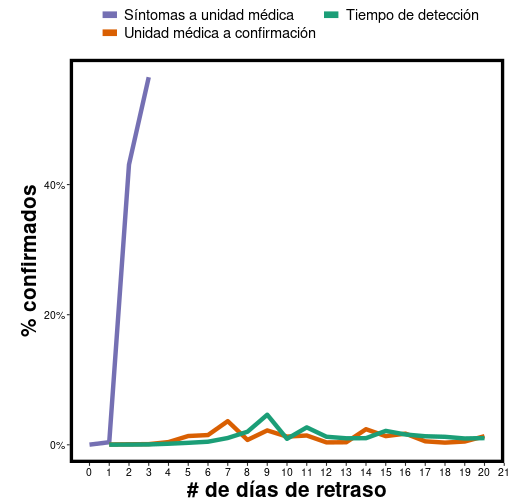 Síntomas a unidad médica Tiempo de detección
Unidad médica a confirmación
% confirmados
40%
20%
0%
0 1 2 3 4 5 6 7 8 9 10 11 12 13 14 15 16 17 18 19 20 21
# de días de retraso